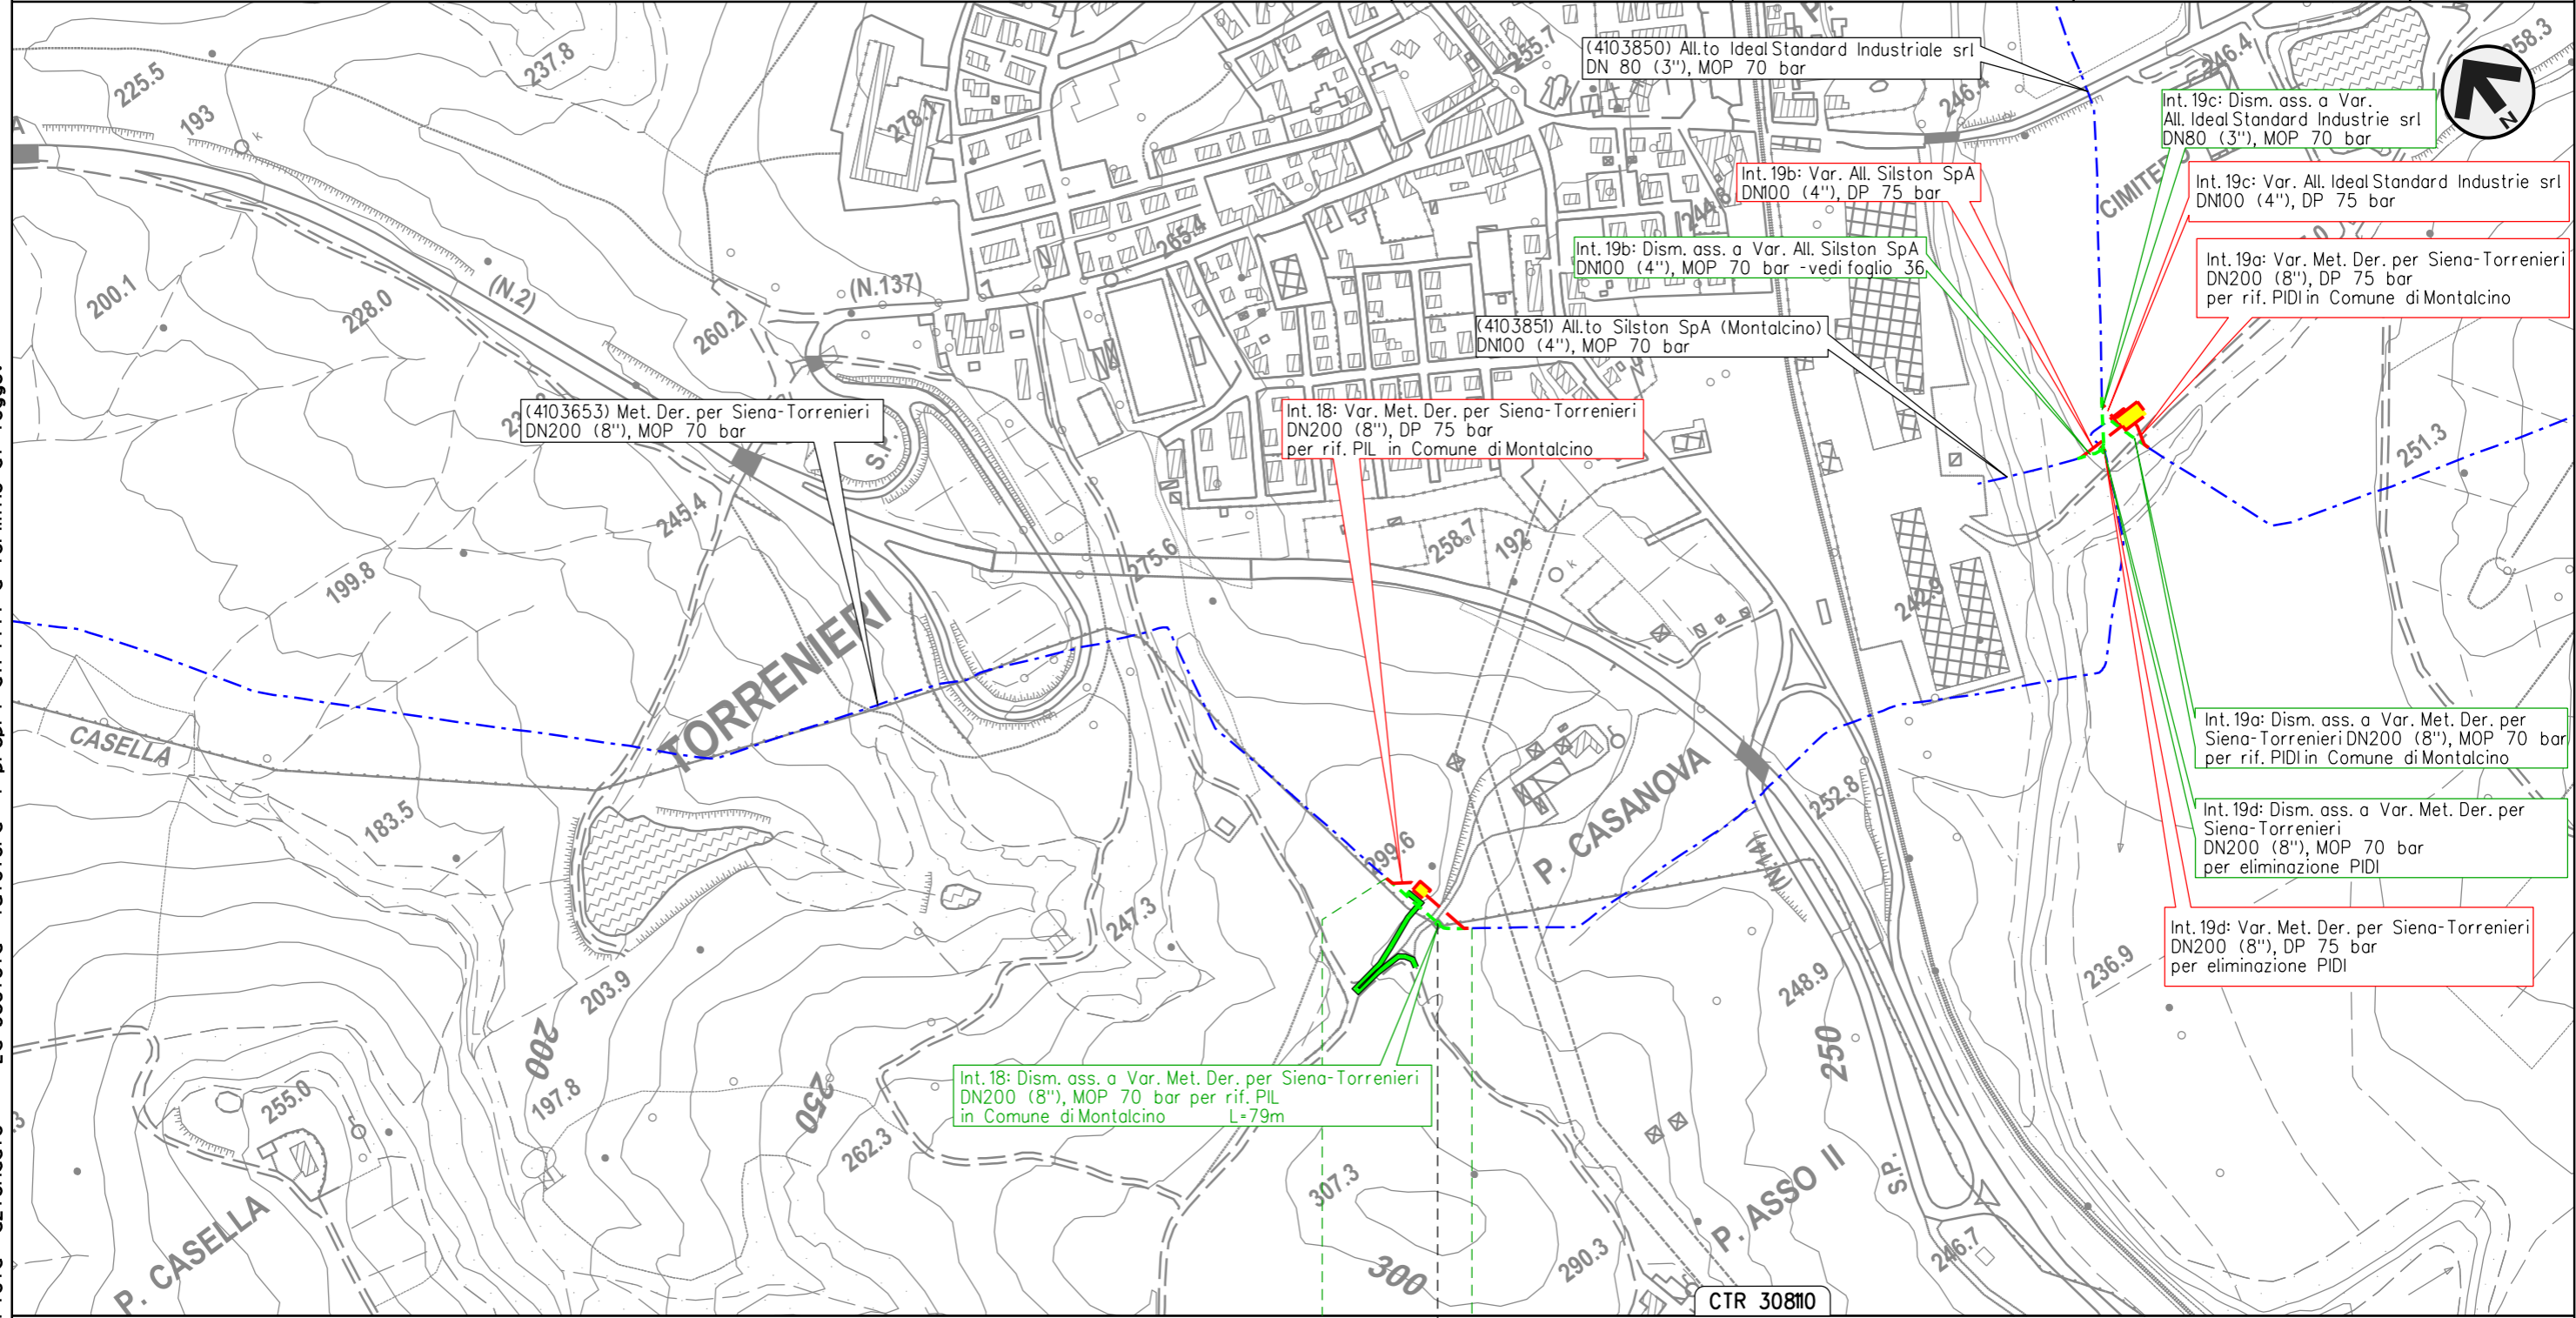 (4103850) All.to Ideal Standard Industriale srl
DN 80 (3"), MOP 70 bar
Int. 19c: Dism. ass. a Var.
All. Ideal Standard Industrie srl
DN80 (3"), MOP 70 bar
N
Int. 19b: Var. All. Silston SpA
DN100 (4"), DP 75 bar
Int. 19c: Var. All. Ideal Standard Industrie srl
DN100 (4"), DP 75 bar
Int. 19b: Dism. ass. a Var. All. Silston SpA
DN100 (4"), MOP 70 bar -vedi foglio 36
Int. 19a: Var. Met. Der. per Siena-Torrenieri
DN200 (8"), DP 75 bar
per rif. PIDI in Comune di Montalcino
(4103851) All.to Silston SpA (Montalcino)
DN100 (4"), MOP 70 bar
(4103653) Met. Der. per Siena-Torrenieri
DN200 (8"), MOP 70 bar
Int. 18: Var. Met. Der. per Siena-Torrenieri
DN200 (8"), DP 75 bar
per rif. PIL in Comune di Montalcino
Int. 19a: Dism. ass. a Var. Met. Der. per
Siena-Torrenieri DN200 (8"), MOP 70 bar
per rif. PIDI in Comune di Montalcino
Int. 19d: Dism. ass. a Var. Met. Der. per
Siena-Torrenieri
DN200 (8"), MOP 70 bar
per eliminazione PIDI
Int. 19d: Var. Met. Der. per Siena-Torrenieri
DN200 (8"), DP 75 bar
per eliminazione PIDI
Int. 18: Dism. ass. a Var. Met. Der. per Siena-Torrenieri
DN200 (8"), MOP 70 bar per rif. PIL
in Comune di Montalcino L=79m
225.5
193
k
237.8
278.7
255.7
246.4
246.4
258.3
CIMITERO
200.1
228.0
(N.2)
260.2
(N.137)
265.4
k
244.8
S.P.
245.4
199.8
275.6
258.7
192
k
242.9
251.3
TORRENIERI
CASELLA
183.5
299.6
P. CASANOVA
252.8
(N.14)
203.9
247.3
248.9
236.9
200
250
250
197.8
255.0
262.3
307.3
P. CASELLA
300
290.3
P. ASSO II
S.P.
246.7
CTR 308110